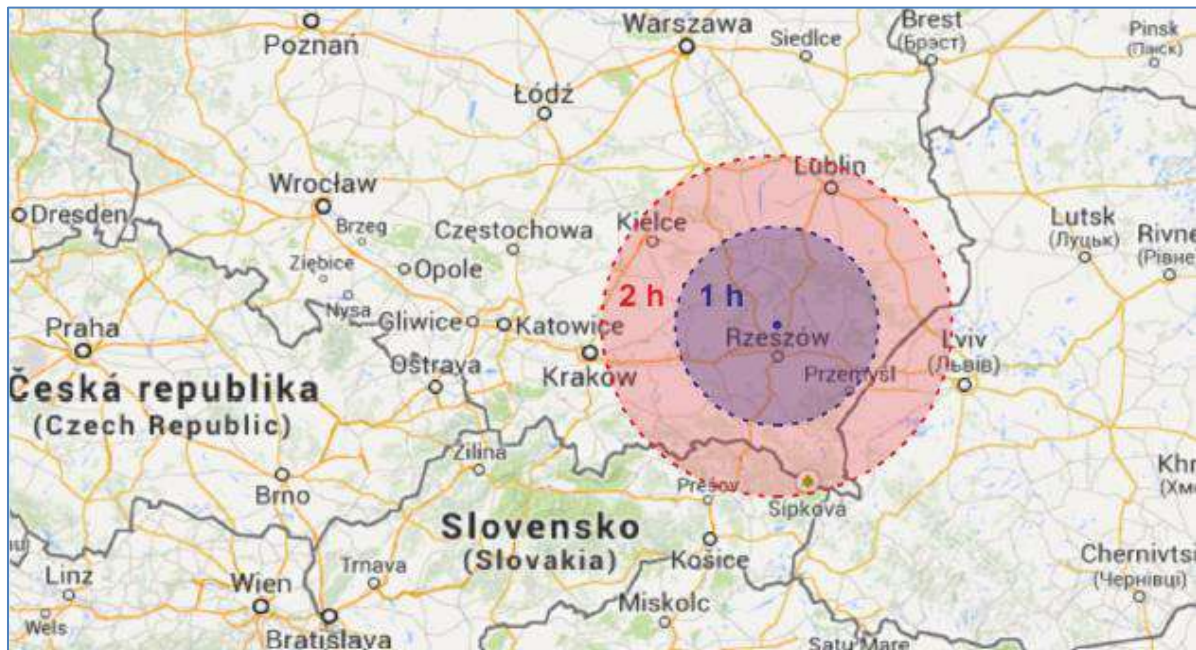 Warszawa
Brest
(Брэст)
Pinsk
(Пінск)
Poznań
Siedlce
Łódź
Lublin
Wrocław
Dresden
Brzeg
Częstochowa
Kielce
Lutsk
(Луцьк)
Rivne
(Рівне
Ziębice
Opole
Nysa
2 h
1 h
Gliwice
Katowice
Praha
Rzeszów
Lviv
(Львів)
Ostrava
Kraków
Przemyśl
Česká republika
(Czech Republic)
Žilina
Brno
Prešov
Sipkova
Khm
(Хме
Slovensko
(Slovakia)
Košice
Chernivtsi
(Чернівці)
Linz
Wien
Trnava
Miskolc
Wels
Bratislava
Satu Mare